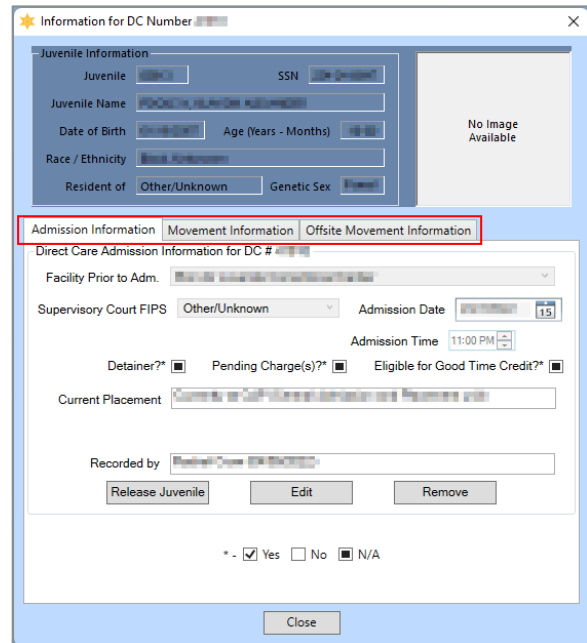 Information for DC Number
Juvenile Information
Juvenile SSN
Juvenile Name
Date of Birth Age (Years - Months)
Race / Ethnicity
Resident of Other/Unknown Genetic Sex
No Image
Available
Admission Information Movement Information Offsite Movement Information
Direct Care Admission Information for DC #
Facility Prior to Adm.
Supervisory Court FIPS Other/Unknown Admission Date 15
Admission Time 11:00 PM
Detainer?* Pending Charge(s)?* Eligible for Good Time Credit?*
Current Placement
Recorded by
Release Juvenile Edit Remove
* - Yes No N/A
Close